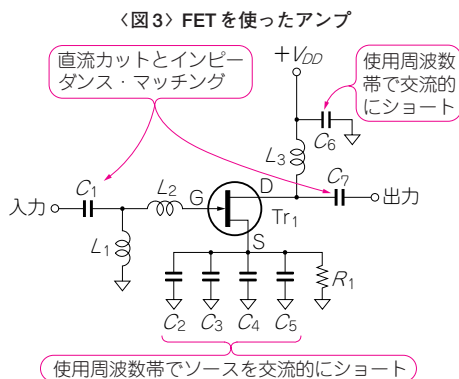 〈図3〉 FETを使ったアンプ
直流カットとインピー
ダンス・マッチング
+VDD
使用周波数
帯で交流的
にショート
C6
L3
C1
L2
G
D
C7
入力
出力
Tr1
L1
S
C2
C3
C4
C5
R1
使用周波数帯でソースを交流的にショート